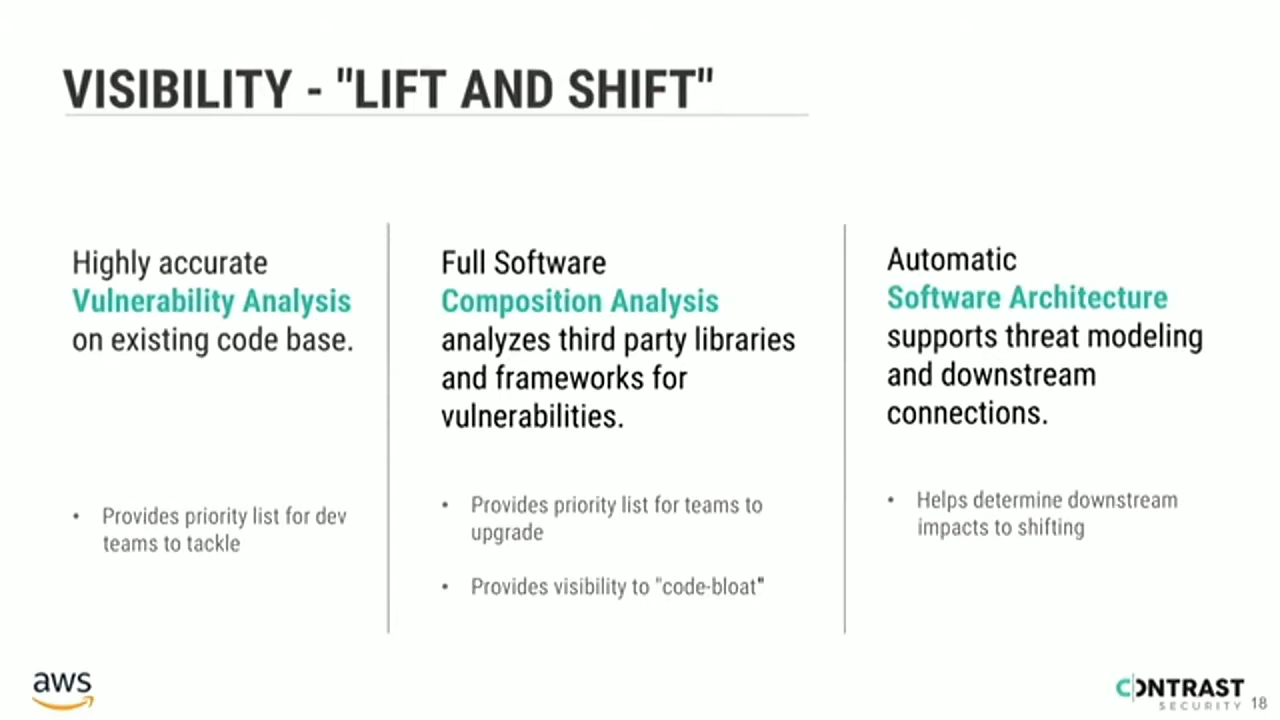 VISIBILITY - "LIFT AND SHIFT"
Highly accurate
Vulnerability Analysis
on existing code base.
• Provides priority list for dev
teams to tackle
Full Software
Composition Analysis
analyzes third party libraries
and frameworks for
vulnerabilities.
• Provides priority list for teams to
upgrade
• Provides visibility to "code-bloat"
Automatic
Software Architecture
supports threat modeling
and downstream
connections.
• Helps determine downstream
impacts to shifting
aws
CONTRAST
SECURITY
18